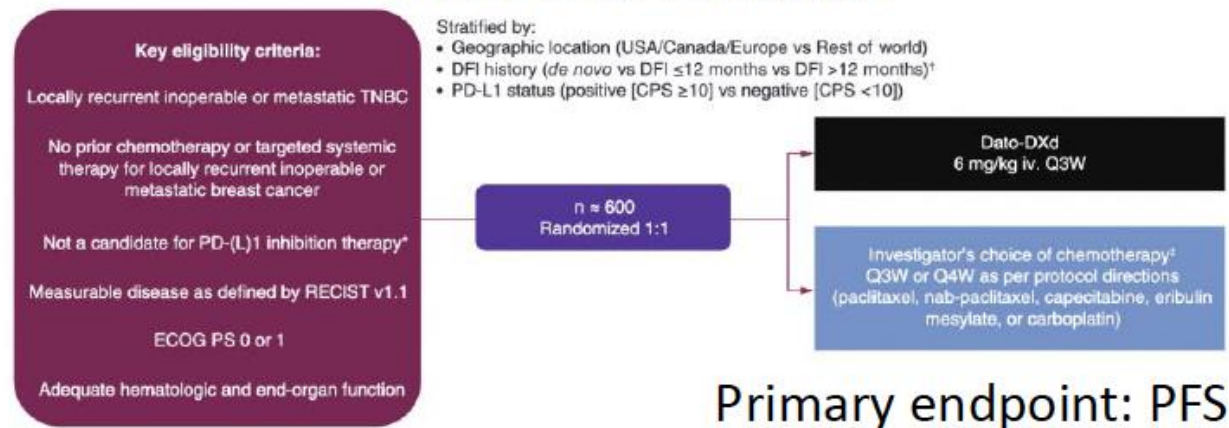 Key eligibility criteria:
Locally recurrent inoperable or metastatic TNBC
No prior chemotherapy or targeted systemic
therapy for locally recurrent inoperable or
metastatic breast cancer
Not a candidate for PD-(L)1 inhibition therapy*
Measurable disease as defined by RECIST v1.1
ECOG PS 0 or 1
Adequate hematologic and end-organ function
Stratified by:
• Geographic location (USA/Canada/Europe vs Rest of world)
• DFI history (de novo vs DFI ≤12 months vs DFI >12 months)†
• PD-L1 status (positive [CPS ≥10] vs negative [CPS <10])
n ≈ 600
Randomized 1:1
Dato-DXd
6 mg/kg iv. Q3W
Investigator's choice of chemotherapy‡
Q3W or Q4W as per protocol directions
(paclitaxel, nab-paclitaxel, capecitabine, eribulin
mesylate, or carboplatin)
Primary endpoint: PFS